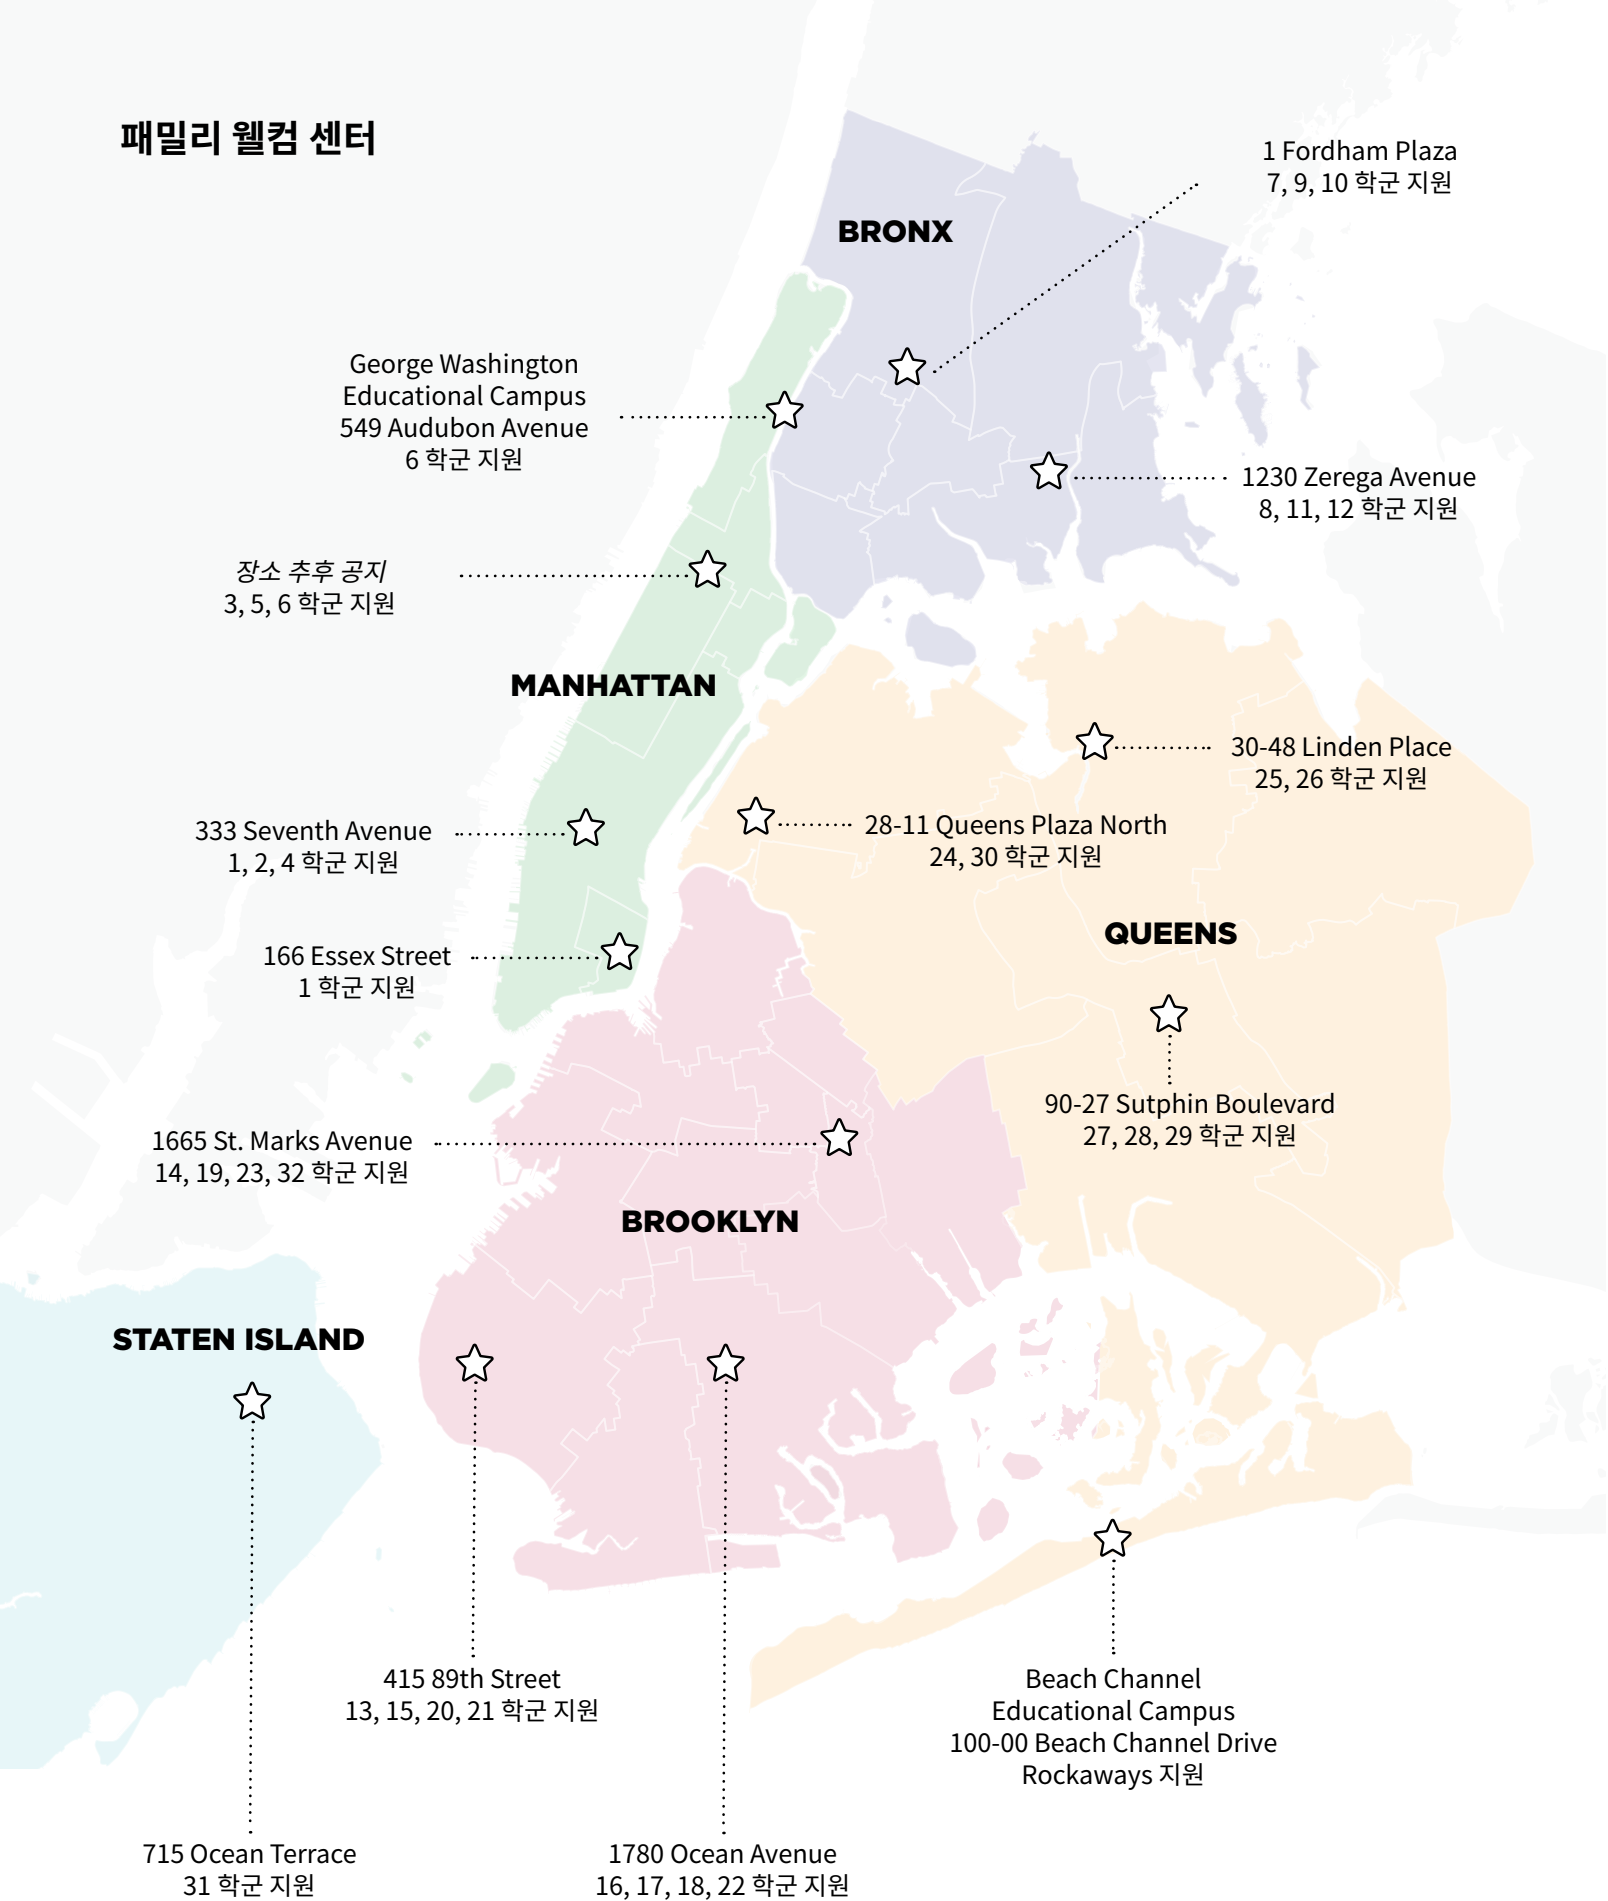 패밀리 웰컴 센터
1 Fordham Plaza
7, 9, 10 학군 지원
BRONX
George Washington
Educational Campus
549 Audubon Avenue
6 학군 지원
1230 Zerega Avenue
8, 11, 12 학군 지원
장소 추후 공지
3, 5, 6 학군 지원
MANHATTAN
30-48 Linden Place
25, 26 학군 지원
333 Seventh Avenue
1, 2, 4 학군 지원
28-11 Queens Plaza North
24, 30 학군 지원
QUEENS
166 Essex Street
1 학군 지원
90-27 Sutphin Boulevard
27, 28, 29 학군 지원
1665 St. Marks Avenue
14, 19, 23, 32 학군 지원
BROOKLYN
STATEN ISLAND
415 89th Street
13, 15, 20, 21 학군 지원
Beach Channel
Educational Campus
100-00 Beach Channel Drive
Rockaways 지원
715 Ocean Terrace
31 학군 지원
1780 Ocean Avenue
16, 17, 18, 22 학군 지원